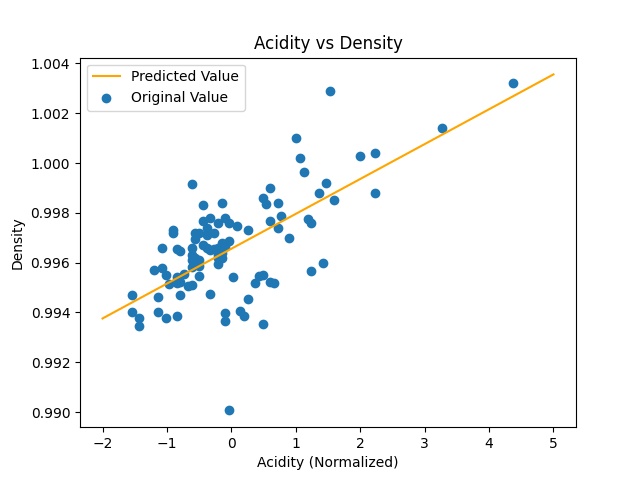 Acidity vs Density
Predicted Value
Original Value
1.004
1.002
1.000
0.998
0.996
0.994
0.992
0.990
Density
−2 −1 0 1 2 3 4 5
Acidity (Normalized)